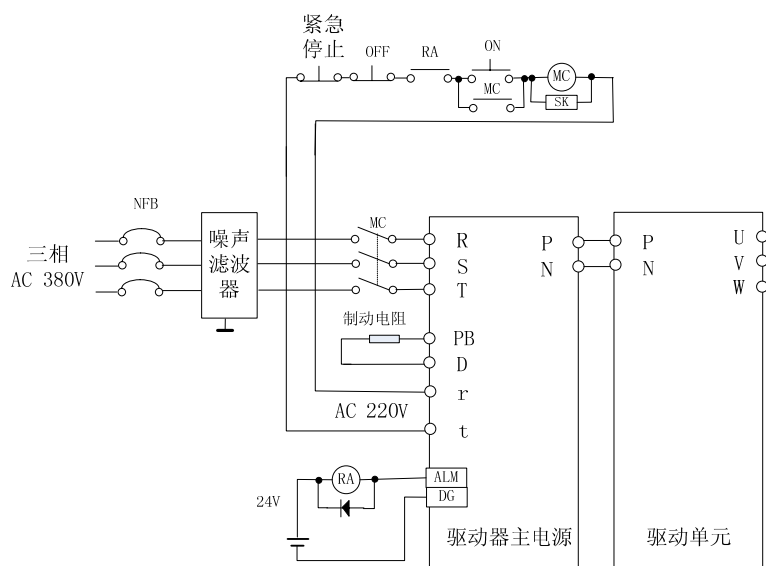 紧急
停止
OFF
RA
ON
MC
MC
SK
NFB
三相
AC 380V
噪声
滤波
器
MC
R
S
T
制动电阻
PB
D
r
AC 220V
t
P
N
P
N
U
V
W
24V
RA
ALM
DG
驱动器主电源
驱动单元